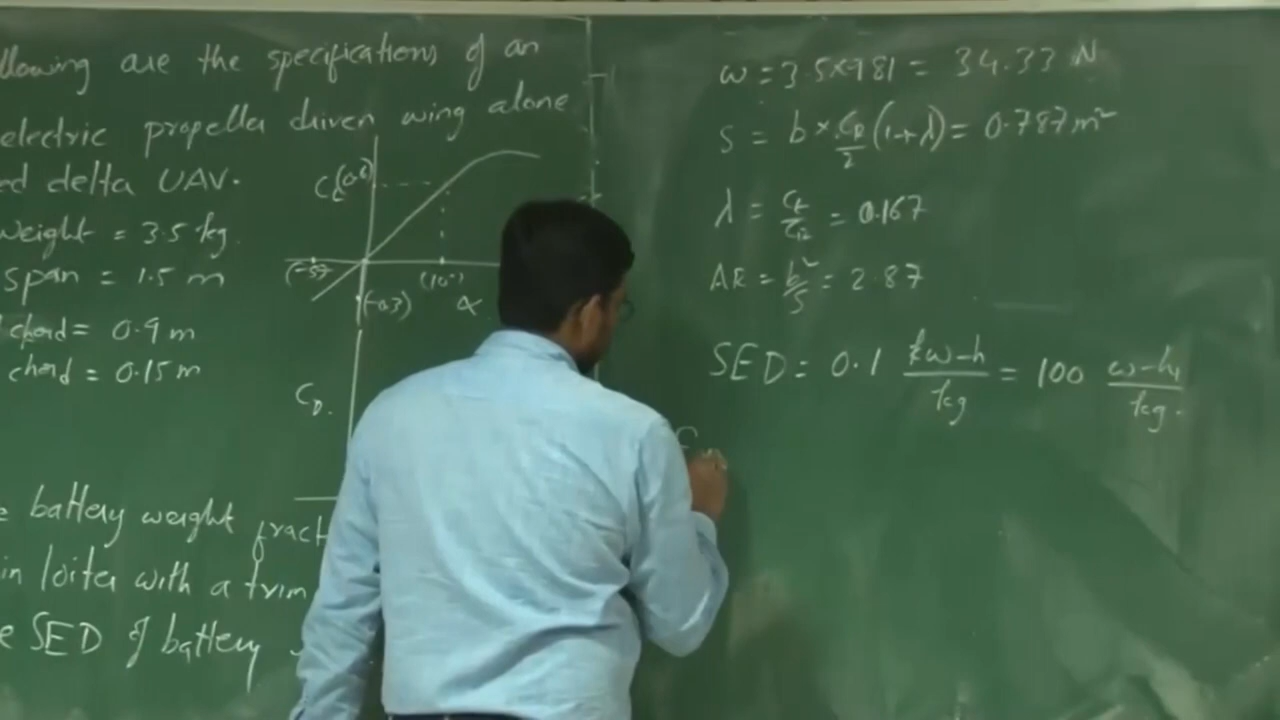 llowing are the specifications of an
electric propeller driven wing alone
ed delta UAV.
weight = 3.5 kg.
span = 1.5 m
chord = 0.9 m
chord = 0.15 m
e battery weight fract
in loiter with a trim
e SED of battery
CL
(10°)
α
(-0.3)
CD.
W = 3.5×9.81 = 34.33 N
S = b × CR/2 (1+λ) = 0.787 m²
λ = Ct/CR = 0.167
AR = b²/S = 2.87
SED = 0.1 kW-h/kg = 100 W-h/kg.